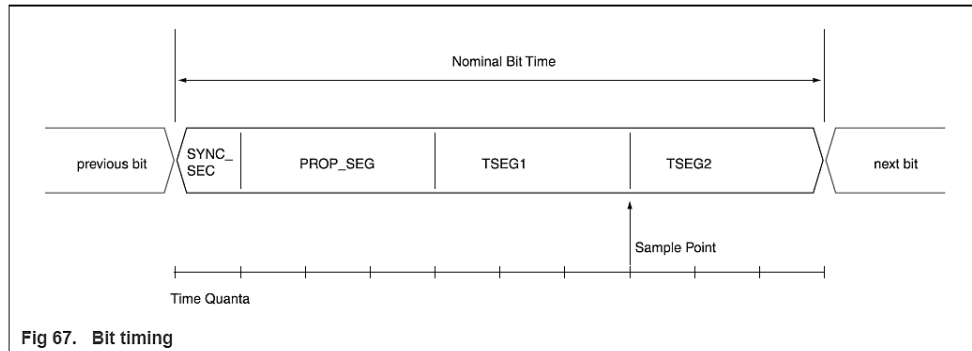 Nominal Bit Time
previous bit
SYNC_
SEC
PROP_SEG
TSEG1
TSEG2
next bit
Sample Point
Time Quanta
Fig 67. Bit timing